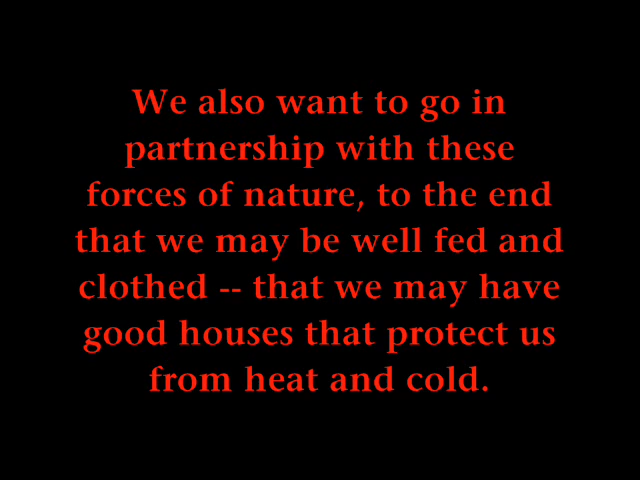 We also want to go in
partnership with these
forces of nature, to the end
that we may be well fed and
clothed -- that we may have
good houses that protect us
from heat and cold.